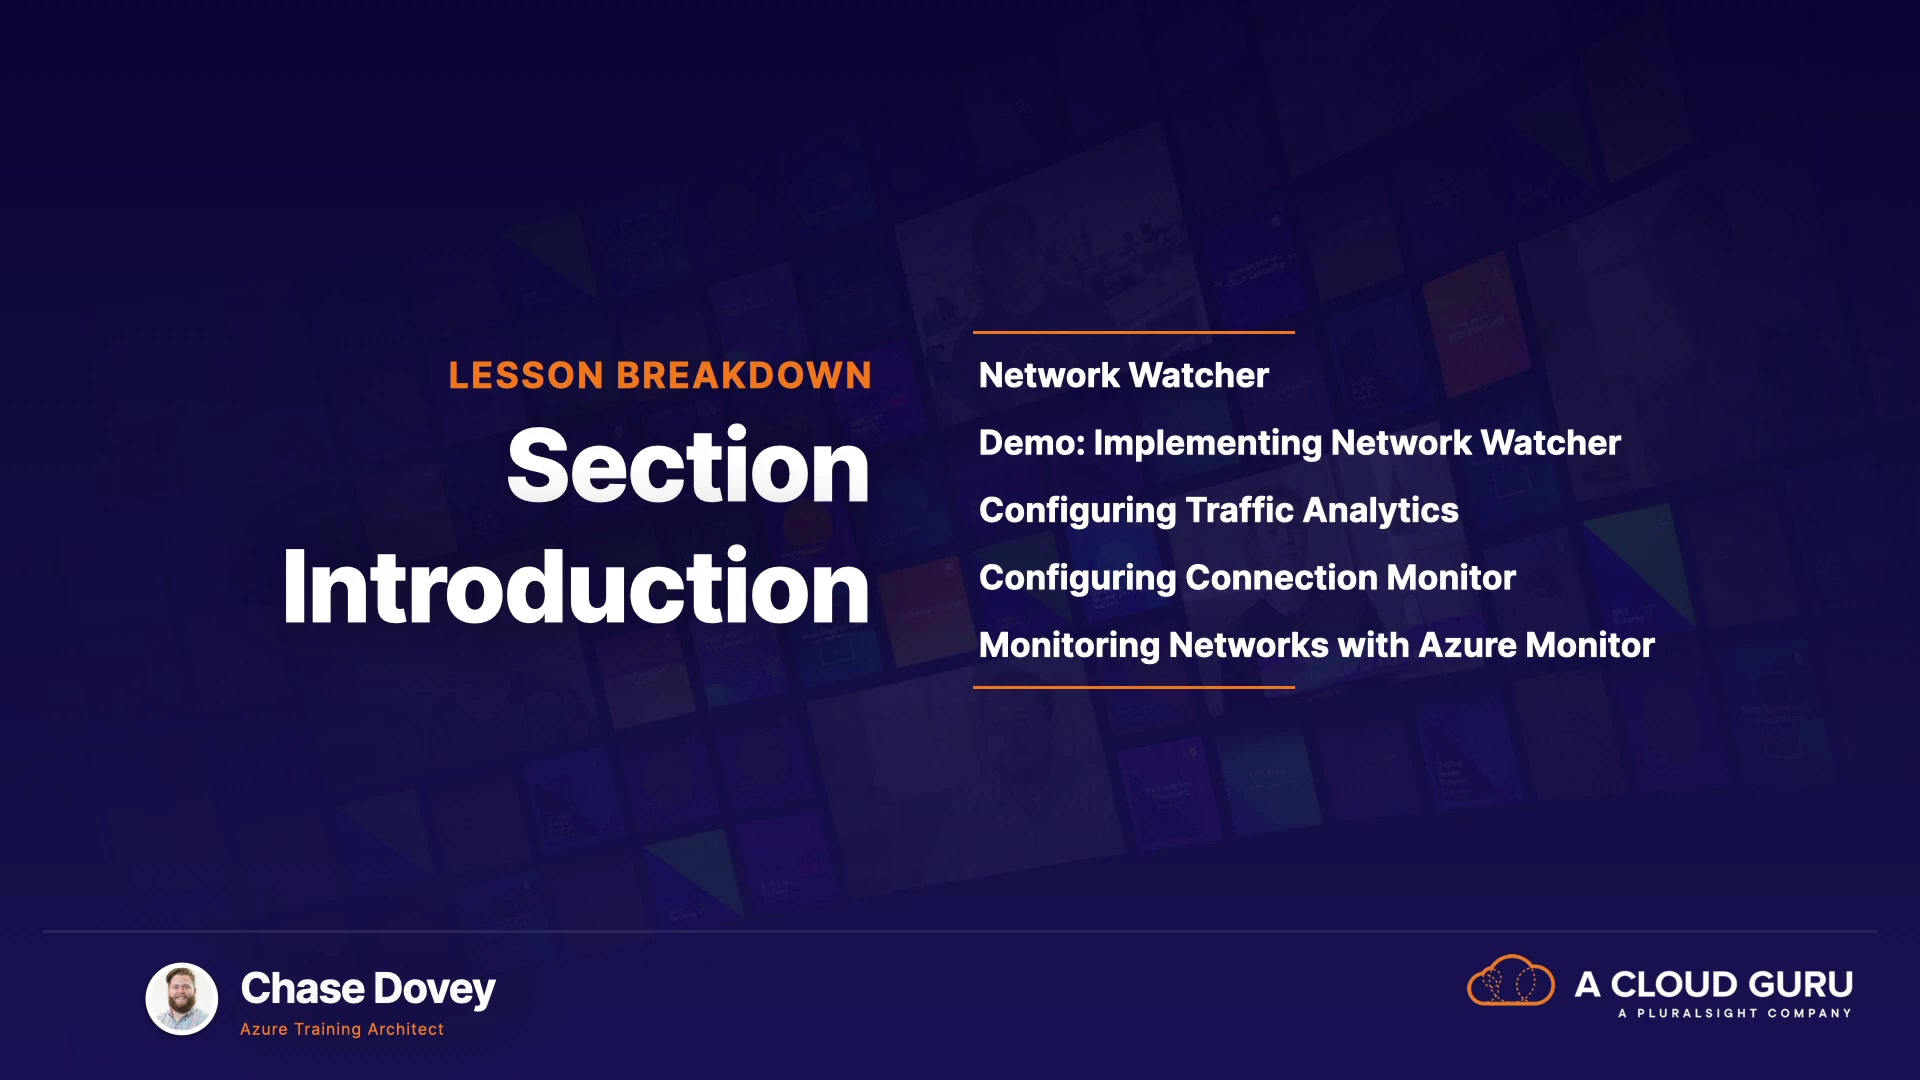 LESSON BREAKDOWN
Section
Introduction
Network Watcher
Demo: Implementing Network Watcher
Configuring Traffic Analytics
Configuring Connection Monitor
Monitoring Networks with Azure Monitor
Chase Dovey
Azure Training Architect
A CLOUD GURU
A PLURALSIGHT COMPANY